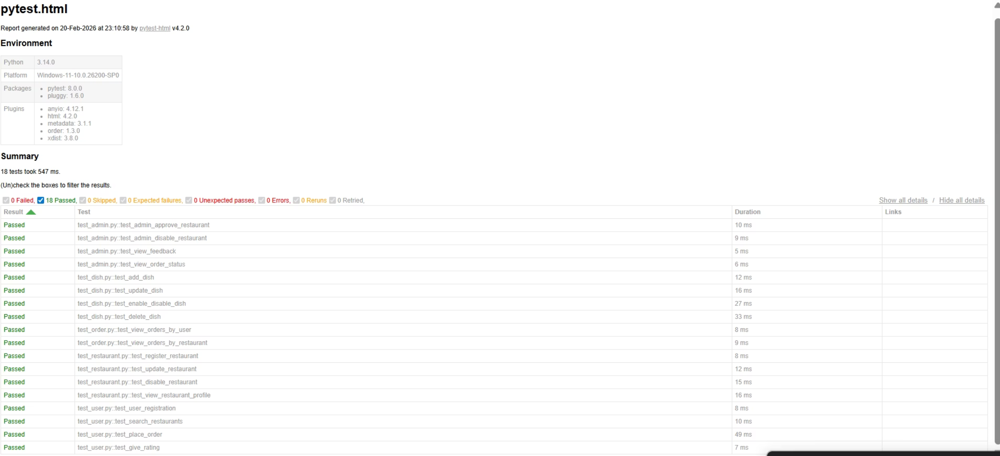 pytest.html
Report generated on 20-Feb-2026 at 23:10:58 by pytest-html v4.2.0
Environment
Python 3.14.0
Platform Windows-11-10.0.26200-SP0
Packages
• pytest: 8.0.0
• pluggy: 1.6.0
Plugins
• anyio: 4.12.1
• html: 4.2.0
• metadata: 3.1.1
• order: 1.3.0
• xdist: 3.8.0
Summary
18 tests took 547 ms.
(Un)check the boxes to filter the results.
0 Failed, 18 Passed, 0 Skipped, 0 Expected failures, 0 Unexpected passes, 0 Errors, 0 Reruns 0 Retried, Show all details / Hide all details
Result Test Duration Links
Passed test_admin.py::test_admin_approve_restaurant 10 ms
Passed test_admin.py::test_admin_disable_restaurant 9 ms
Passed test_admin.py::test_view_feedback 5 ms
Passed test_admin.py::test_view_order_status 6 ms
Passed test_dish.py::test_add_dish 12 ms
Passed test_dish.py::test_update_dish 16 ms
Passed test_dish.py::test_enable_disable_dish 27 ms
Passed test_dish.py::test_delete_dish 33 ms
Passed test_order.py::test_view_orders_by_user 8 ms
Passed test_order.py::test_view_orders_by_restaurant 9 ms
Passed test_restaurant.py::test_register_restaurant 8 ms
Passed test_restaurant.py::test_update_restaurant 12 ms
Passed test_restaurant.py::test_disable_restaurant 15 ms
Passed test_restaurant.py::test_view_restaurant_profile 16 ms
Passed test_user.py::test_user_registration 8 ms
Passed test_user.py::test_search_restaurants 10 ms
Passed test_user.py::test_place_order 49 ms
Passed test_user.py::test_give_rating 7 ms